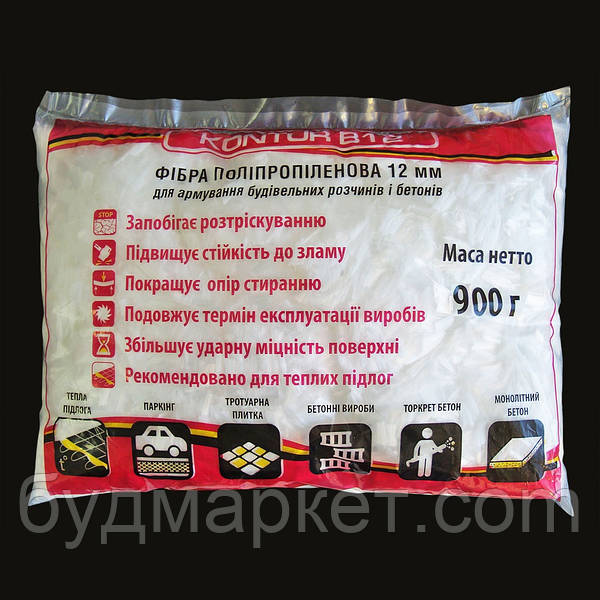 KONTUR B12
ФІБРА ПОЛІПРОПІЛЕНОВА 12 мм
для армування будівельних розчинів і бетонів
STOP
Запобігає розтріскуванню
Підвищує стійкість до зламу
Покращує опір стиранню
Подовжує термін експлуатації виробів
Збільшує ударну міцність поверхні
Рекомендовано для теплих підлог
Маса нетто
900 г
ТЕПЛА
ПІДЛОГА
ПАРКІНГ
ТРОТУАРНА
ПЛИТКА
БЕТОННІ ВИРОБИ
ТОРКРЕТ БЕТОН
МОНОЛІТНИЙ
БЕТОН
t°
будмаркет.com